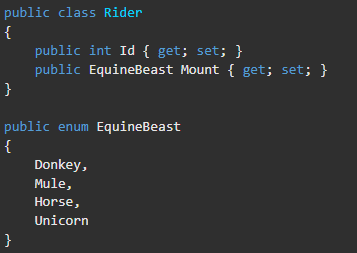 public class Rider
{
    public int Id { get; set; }
    public EquineBeast Mount { get; set; }
}

public enum EquineBeast
{
    Donkey,
    Mule,
    Horse,
    Unicorn
}